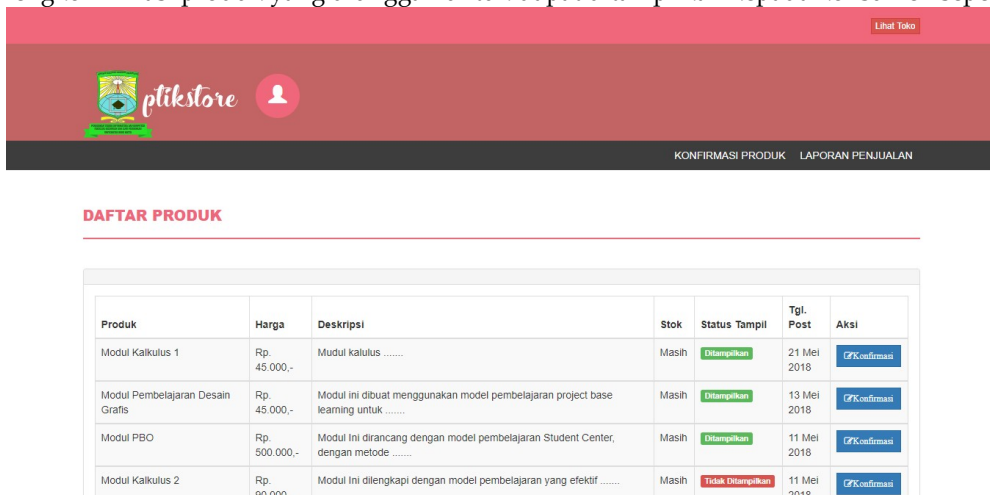 Lihat Toko
ptikstore
KONFIRMASI PRODUK LAPORAN PENJUALAN
DAFTAR PRODUK
Produk Harga Deskripsi Stok Status Tampil Tgl. Post Aksi
Modul Kalkulus 1 Rp. 45.000,- Mudul kalulus ....... Masih Ditampilkan 21 Mei 2018 Konfirmasi
Modul Pembelajaran Desain Grafis Rp. 45.000,- Modul ini dibuat menggunakan model pembelajaran project base learning untuk ....... Masih Ditampilkan 13 Mei 2018 Konfirmasi
Modul PBO Rp. 500.000,- Modul Ini dirancang dengan model pembelajaran Student Center, dengan metode ....... Masih Ditampilkan 11 Mei 2018 Konfirmasi
Modul Kalkulus 2 Rp. 90.000 Modul Ini dilengkapi dengan model pembelajaran yang efektif ....... Masih Tidak Ditampilkan 11 Mei 2018 Konfirmasi